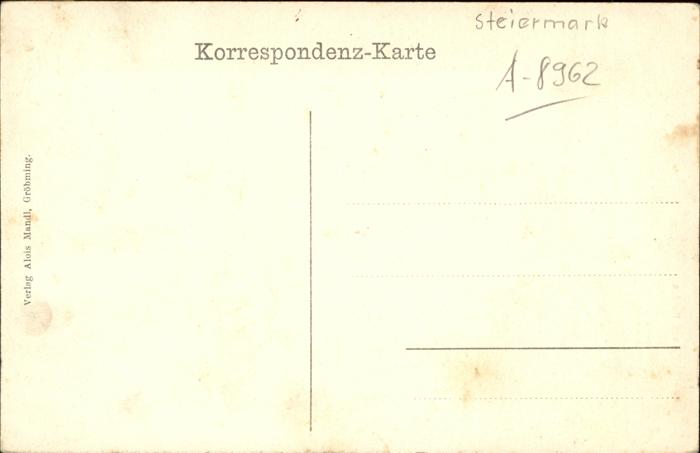 Steiermark
Korrespondenz-Karte
A-8962
Verlag Alois Mandl, Gröbming.